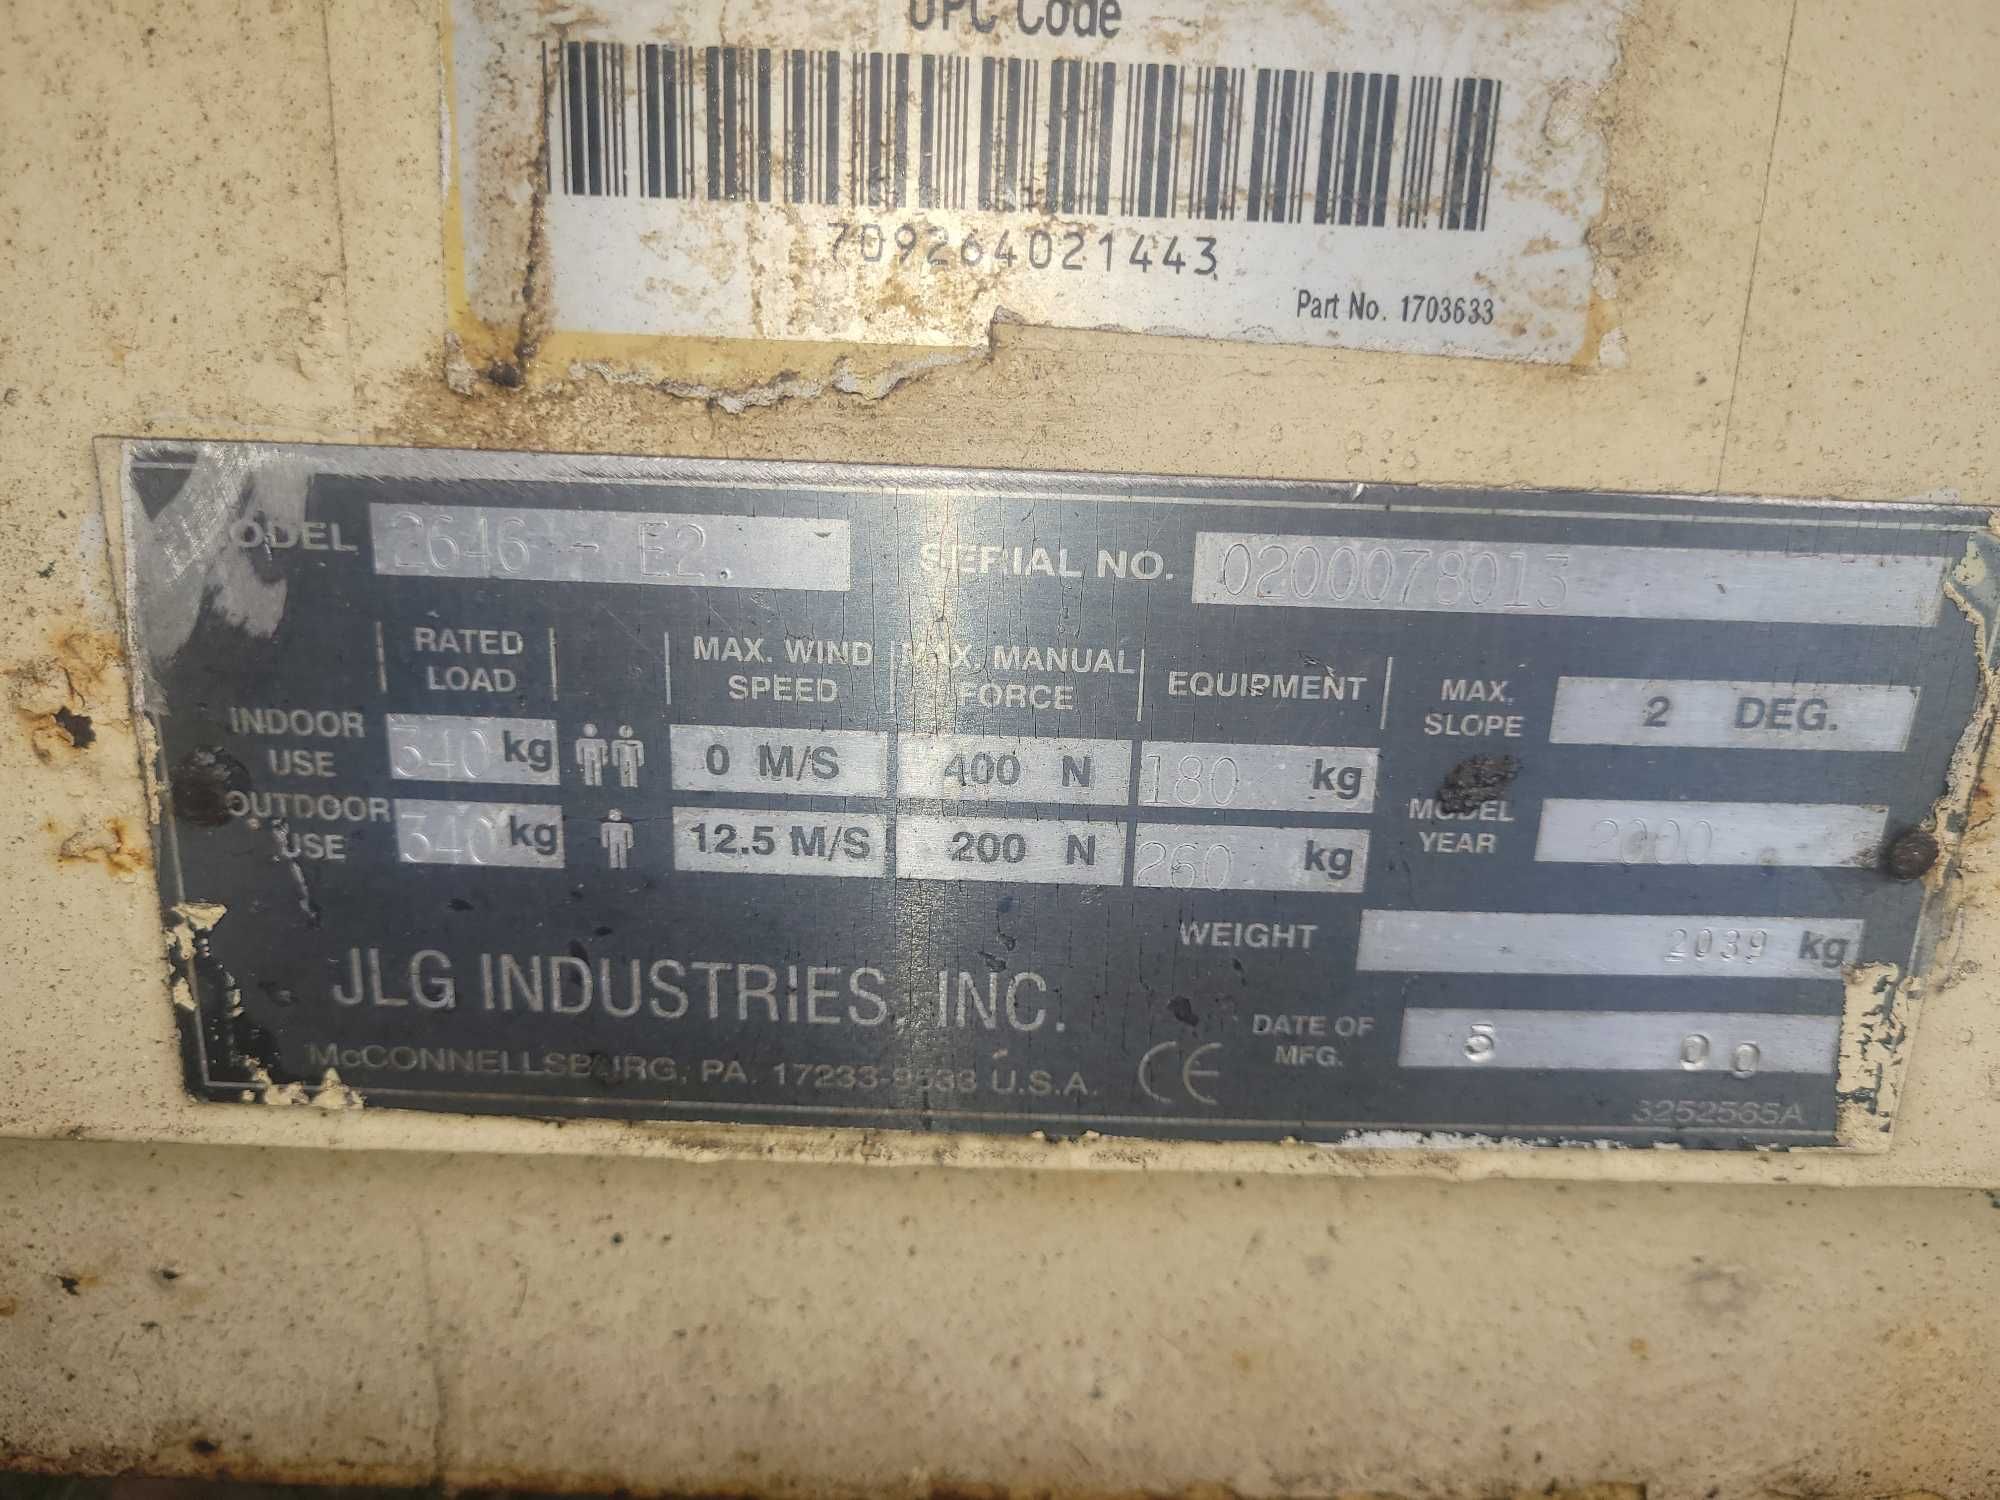 UPC Code
709264021443
Part No. 1703633
MODEL 2646 - E2. SERIAL NO. 0200078013
RATED LOAD MAX. WIND SPEED MAX. MANUAL FORCE EQUIPMENT MAX. SLOPE 2 DEG.
INDOOR USE 340 kg 0 M/S 400 N 180 kg
OUTDOOR USE 340 kg 12.5 M/S 200 N 260 kg
MODEL YEAR 2000
WEIGHT 2039 kg
JLG INDUSTRIES, INC.
McCONNELLSBURG, PA. 17233-9533 U.S.A. CE
DATE OF MFG. 5 00
3252565A